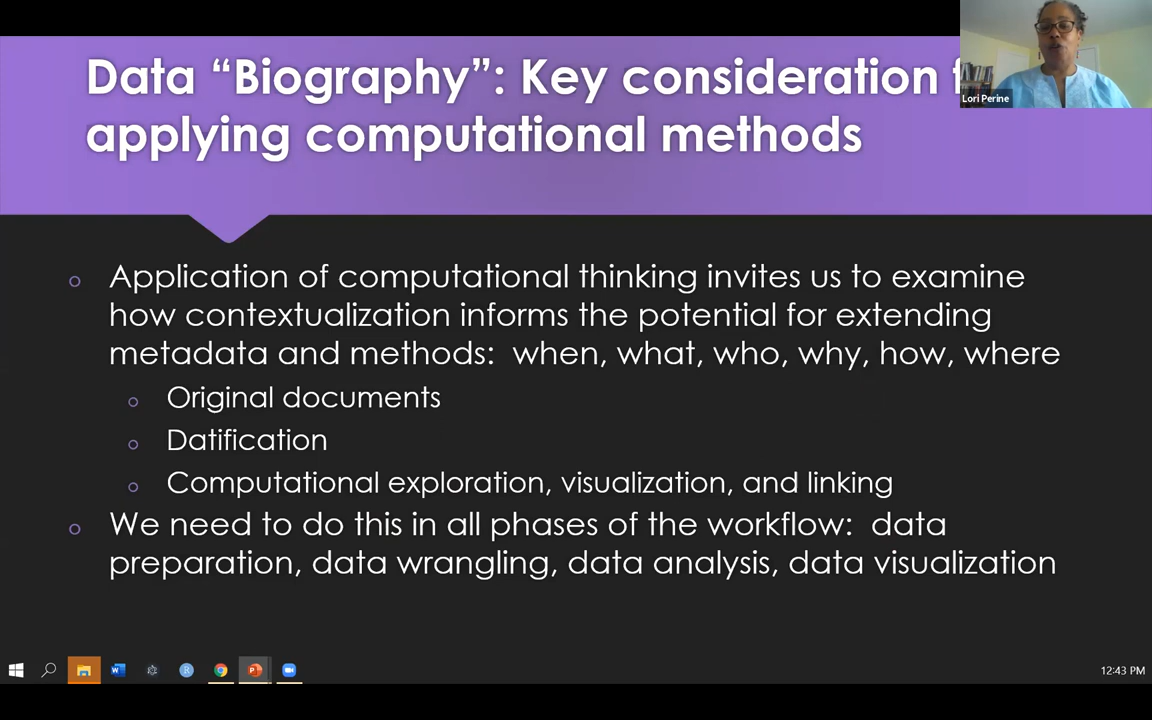 Data “Biography”: Key consideration
applying computational methods
Lori Perine
Application of computational thinking invites us to examine
how contextualization informs the potential for extending
metadata and methods: when, what, who, why, how, where
Original documents
Datification
Computational exploration, visualization, and linking
We need to do this in all phases of the workflow: data
preparation, data wrangling, data analysis, data visualization
12:43 PM